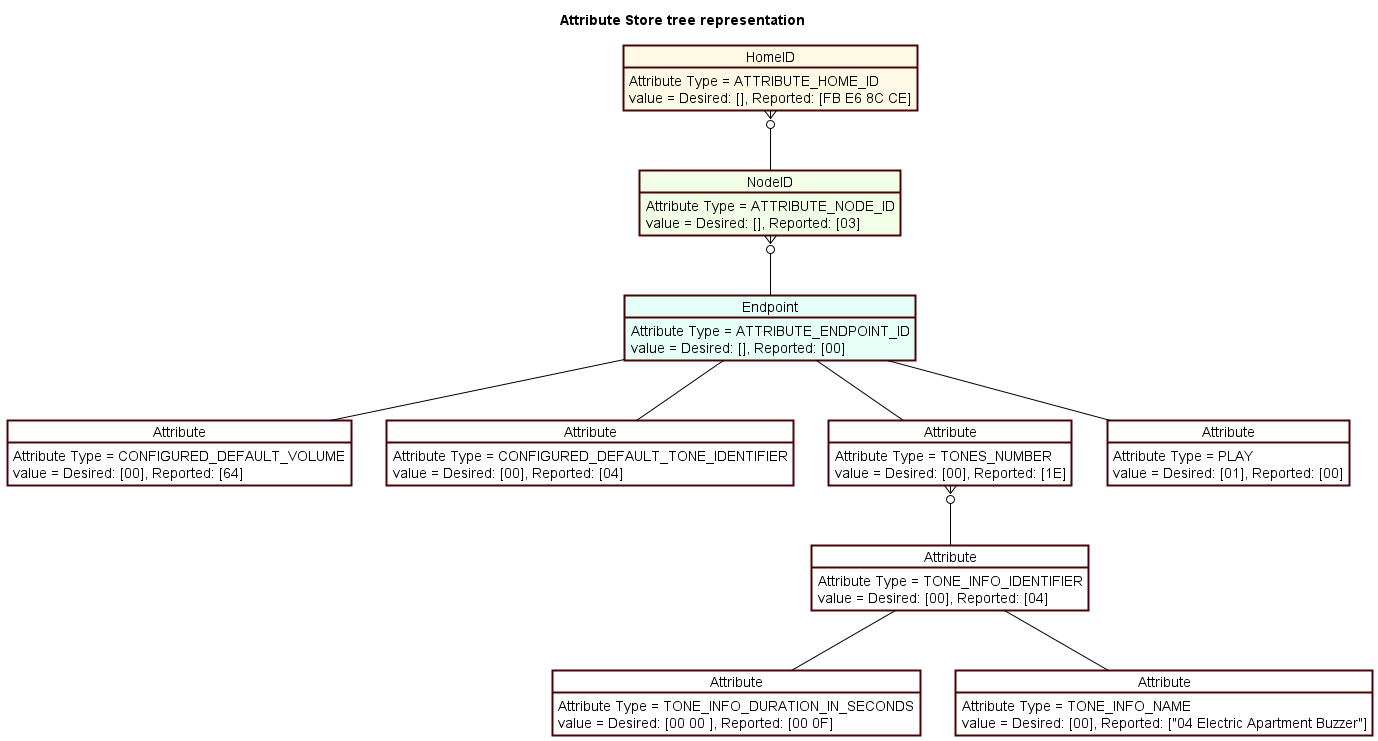 Attribute Store tree representation
HomeID
Attribute Type = ATTRIBUTE_HOME_ID
value = Desired: [], Reported: [FB E6 8C CE]
NodeID
Attribute Type = ATTRIBUTE_NODE_ID
value = Desired: [], Reported: [03]
Endpoint
Attribute Type = ATTRIBUTE_ENDPOINT_ID
value = Desired: [], Reported: [00]
Attribute
Attribute Type = CONFIGURED_DEFAULT_VOLUME
value = Desired: [00], Reported: [64]
Attribute
Attribute Type = CONFIGURED_DEFAULT_TONE_IDENTIFIER
value = Desired: [00], Reported: [04]
Attribute
Attribute Type = TONES_NUMBER
value = Desired: [00], Reported: [1E]
Attribute
Attribute Type = PLAY
value = Desired: [01], Reported: [00]
Attribute
Attribute Type = TONE_INFO_IDENTIFIER
value = Desired: [00], Reported: [04]
Attribute
Attribute Type = TONE_INFO_DURATION_IN_SECONDS
value = Desired: [00 00 ], Reported: [00 0F]
Attribute
Attribute Type = TONE_INFO_NAME
value = Desired: [00], Reported: ["04 Electric Apartment Buzzer"]